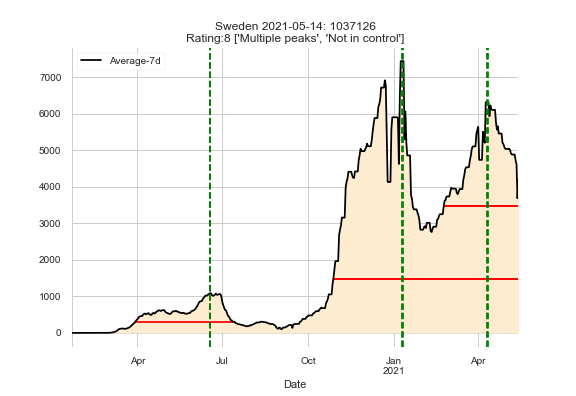 Sweden 2021-05-14: 1037126
Rating:8 ['Multiple peaks', 'Not in control']
Average-7d
7000
6000
5000
4000
3000
2000
1000
0
Apr
Jul
Oct
Jan
2021
Apr
Date